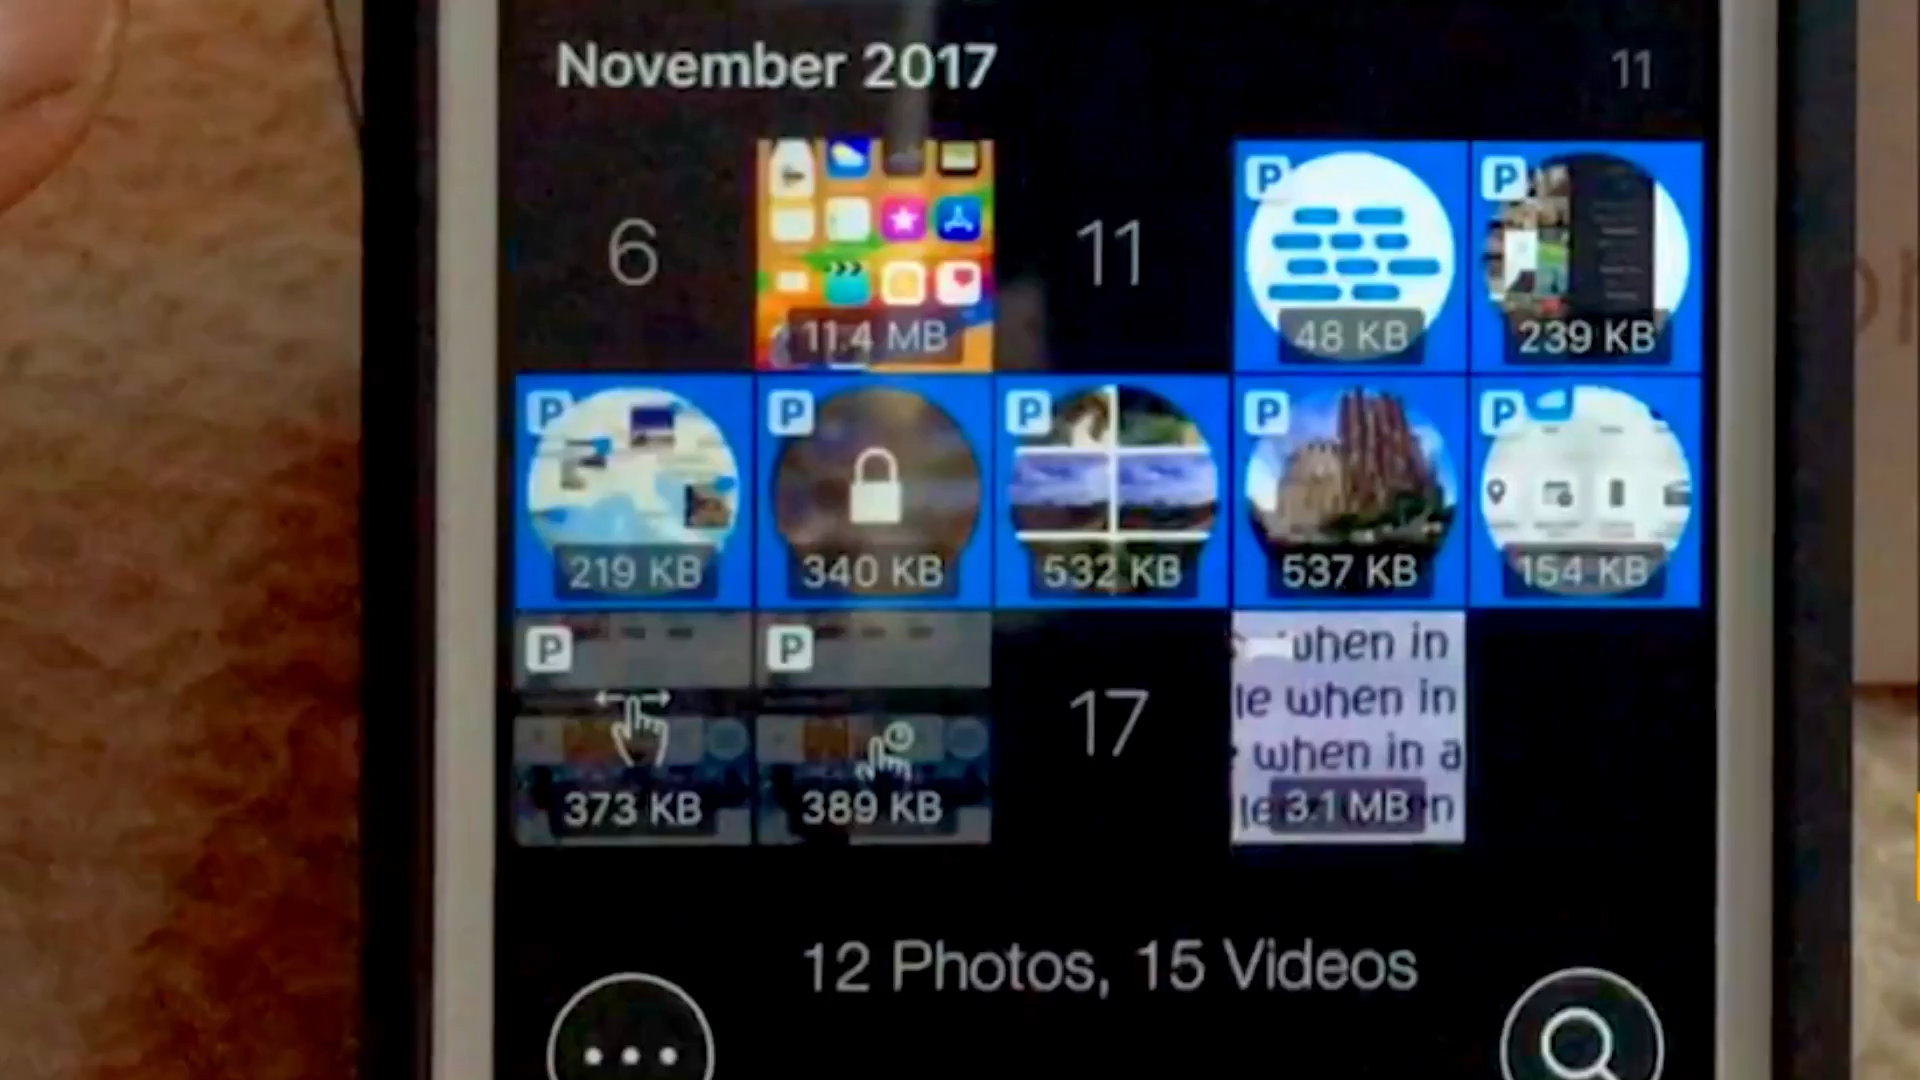 November 2017 11
6 11.4 MB 11 P 48 KB P 239 KB
P 219 KB P 340 KB P 532 KB P 537 KB P 154 KB
P 373 KB P 389 KB 17
when in
le when in
when in a
3.1 MB
12 Photos, 15 Videos